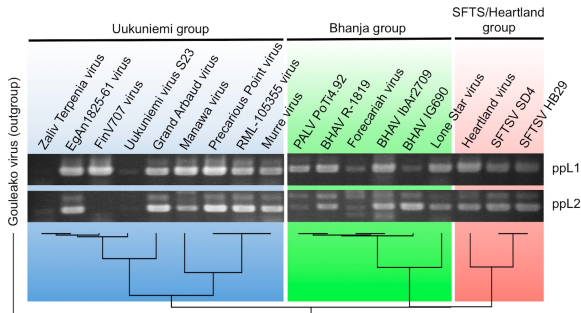 Uukuniemi group
Bhanja group
SFTS/Heartland
group
Gouleako virus (outgroup)
Zaliv Terpenia virus
EgAn1825-61 virus
FinV707 virus
Uukuniemi virus S23
Grand Arbaud virus
Manawa virus
Precarious Point virus
RML-105355 virus
Murre virus
PALV PoTi4.92
BHAV R-1819
Forecariah virus
BHAV IbAr2709
BHAV IG690
Lone Star virus
Heartland virus
SFTSV SD4
SFTSV HB29
ppL1
ppL2